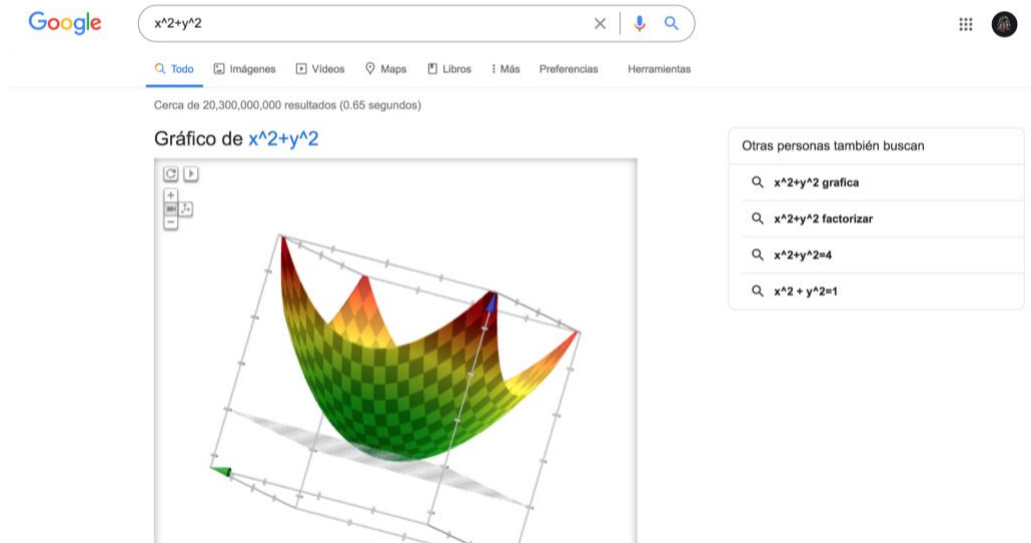 Google
x^2+y^2
Todo Imágenes Vídeos Maps Libros Más Preferencias Herramientas
Cerca de 20,300,000,000 resultados (0.65 segundos)
Gráfico de x^2+y^2
Otras personas también buscan
x^2+y^2 grafica
x^2+y^2 factorizar
x^2+y^2=4
x^2 + y^2=1